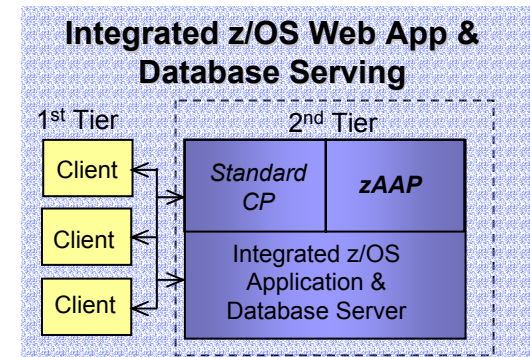 Integrated z/OS Web App &
Database Serving
1st Tier
2nd Tier
Client
Client
Client
Standard
CP
zAAP
Integrated z/OS
Application &
Database Server